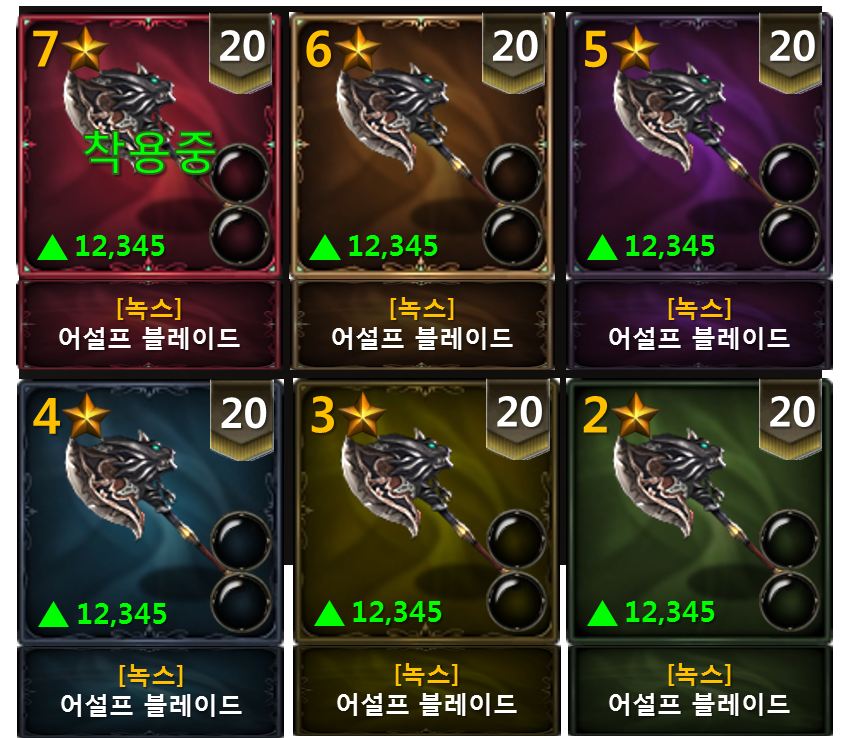 7 20
착용중
▲ 12,345
[녹스]
어설프 블레이드
6 20
▲ 12,345
[녹스]
어설프 블레이드
5 20
▲ 12,345
[녹스]
어설프 블레이드
4 20
▲ 12,345
[녹스]
어설프 블레이드
3 20
▲ 12,345
[녹스]
어설프 블레이드
2 20
▲ 12,345
[녹스]
어설프 블레이드